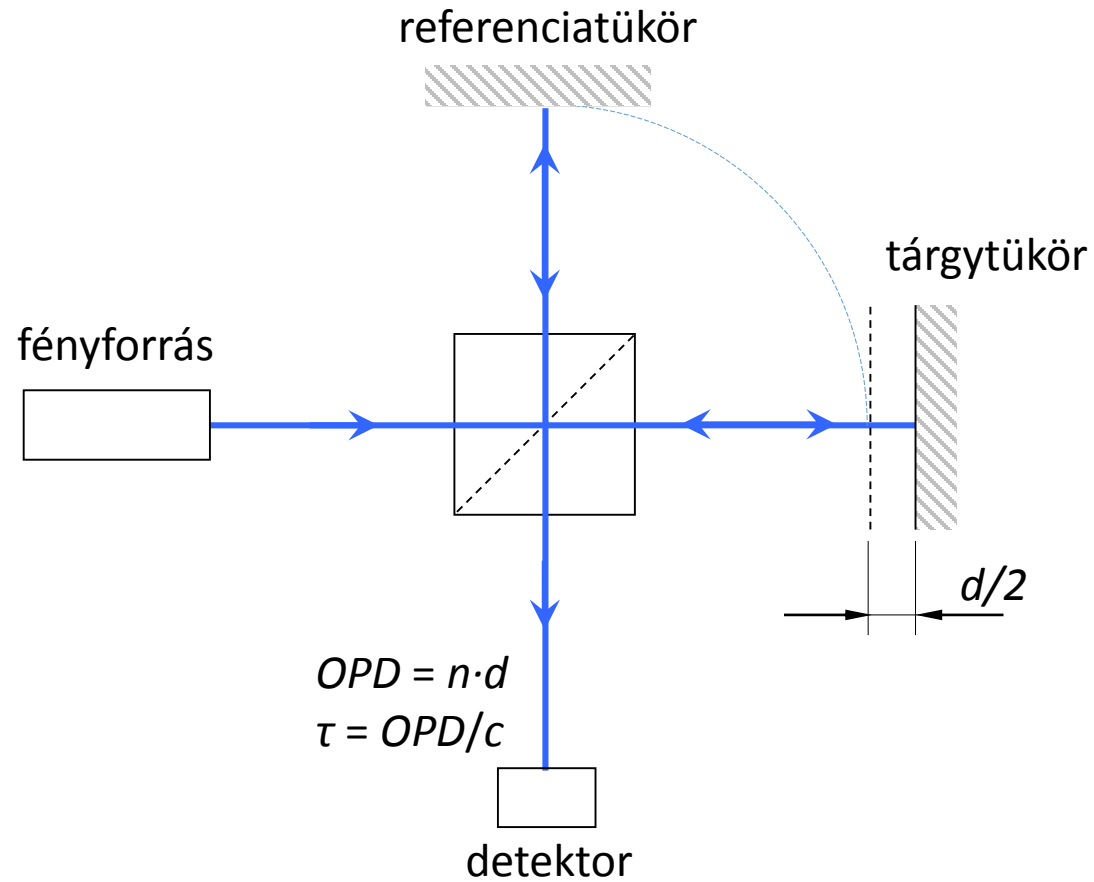 referenciatükör
tárgytükör
fényforrás
d/2
OPD = n·d
τ = OPD/c
detektor